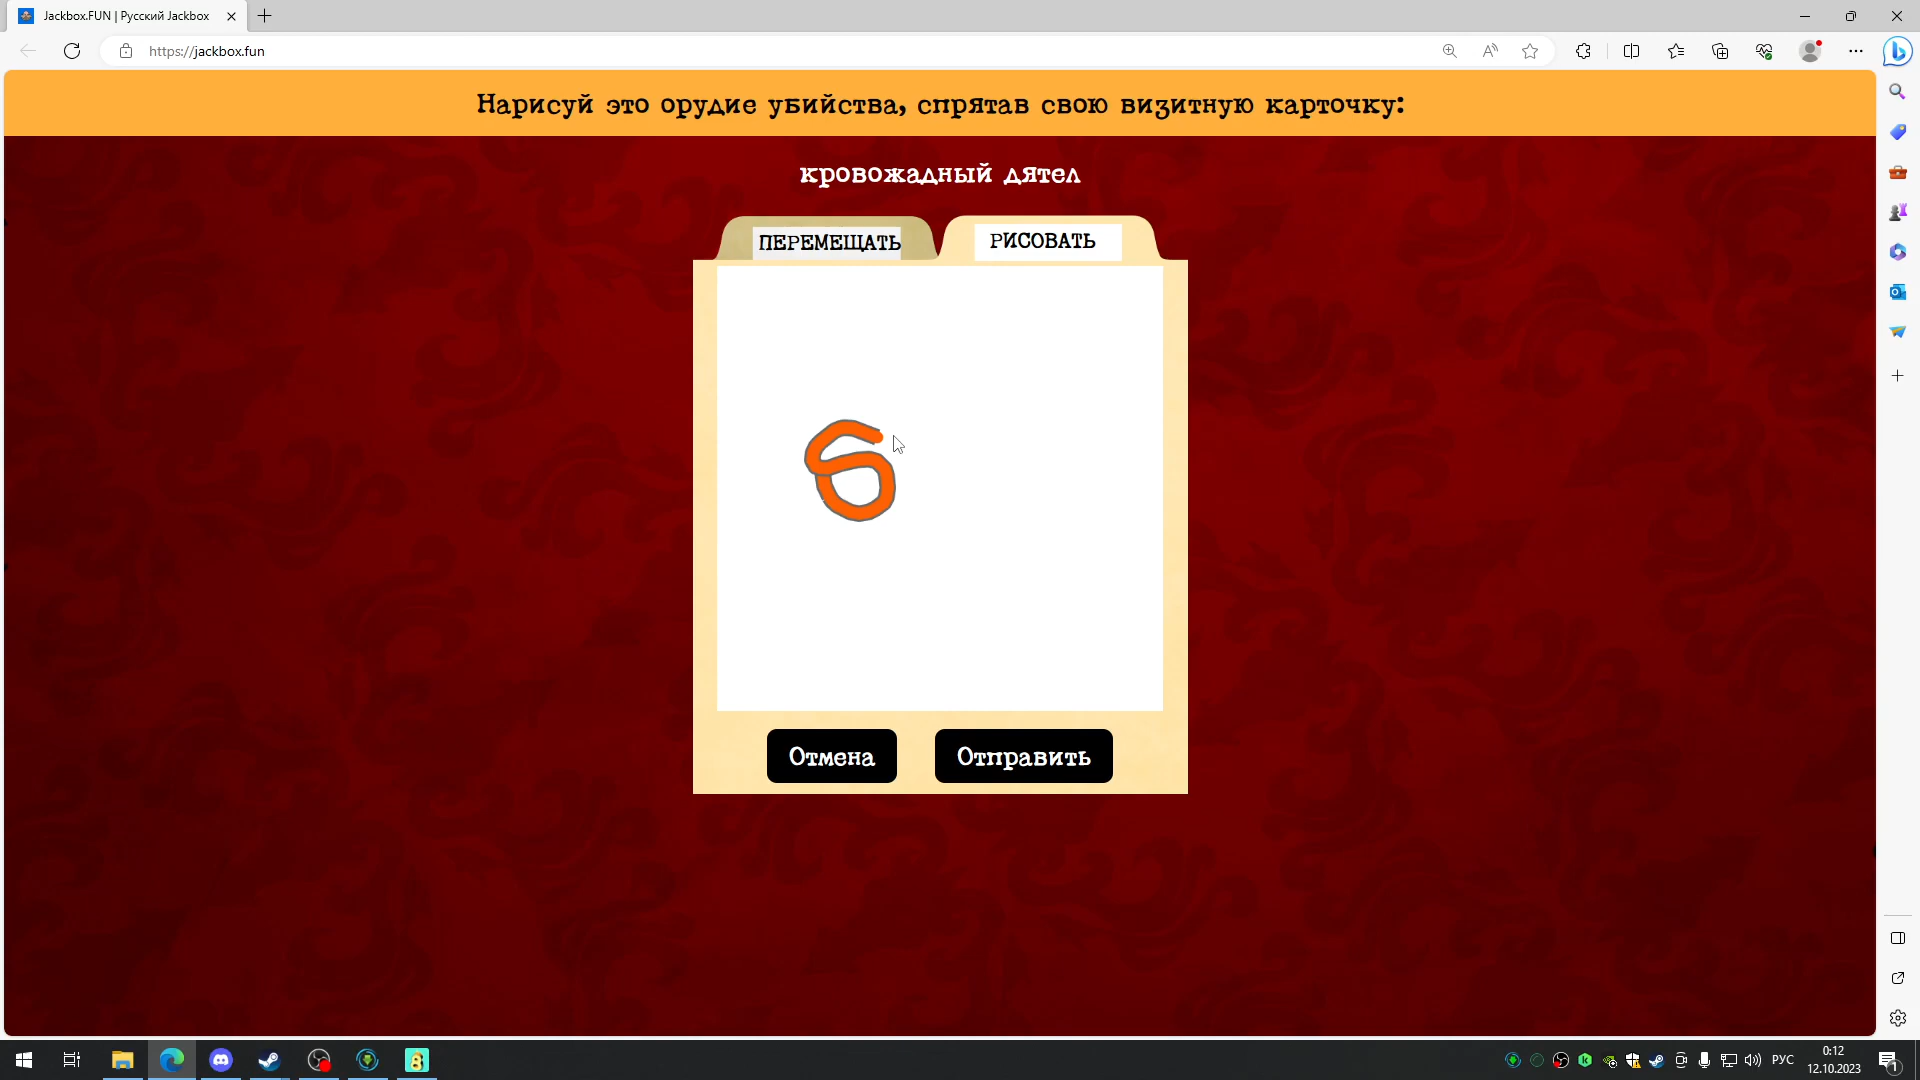 Jackbox.FUN | Русский Jackbox
https://jackbox.fun
Нарисуй это орудие убийства, спрятав свою визитную карточку:
кровожадный дятел
ПЕРЕМЕЩАТЬ
РИСОВАТЬ
Отмена
Отправить
РУС
0:12
12.10.2023
1